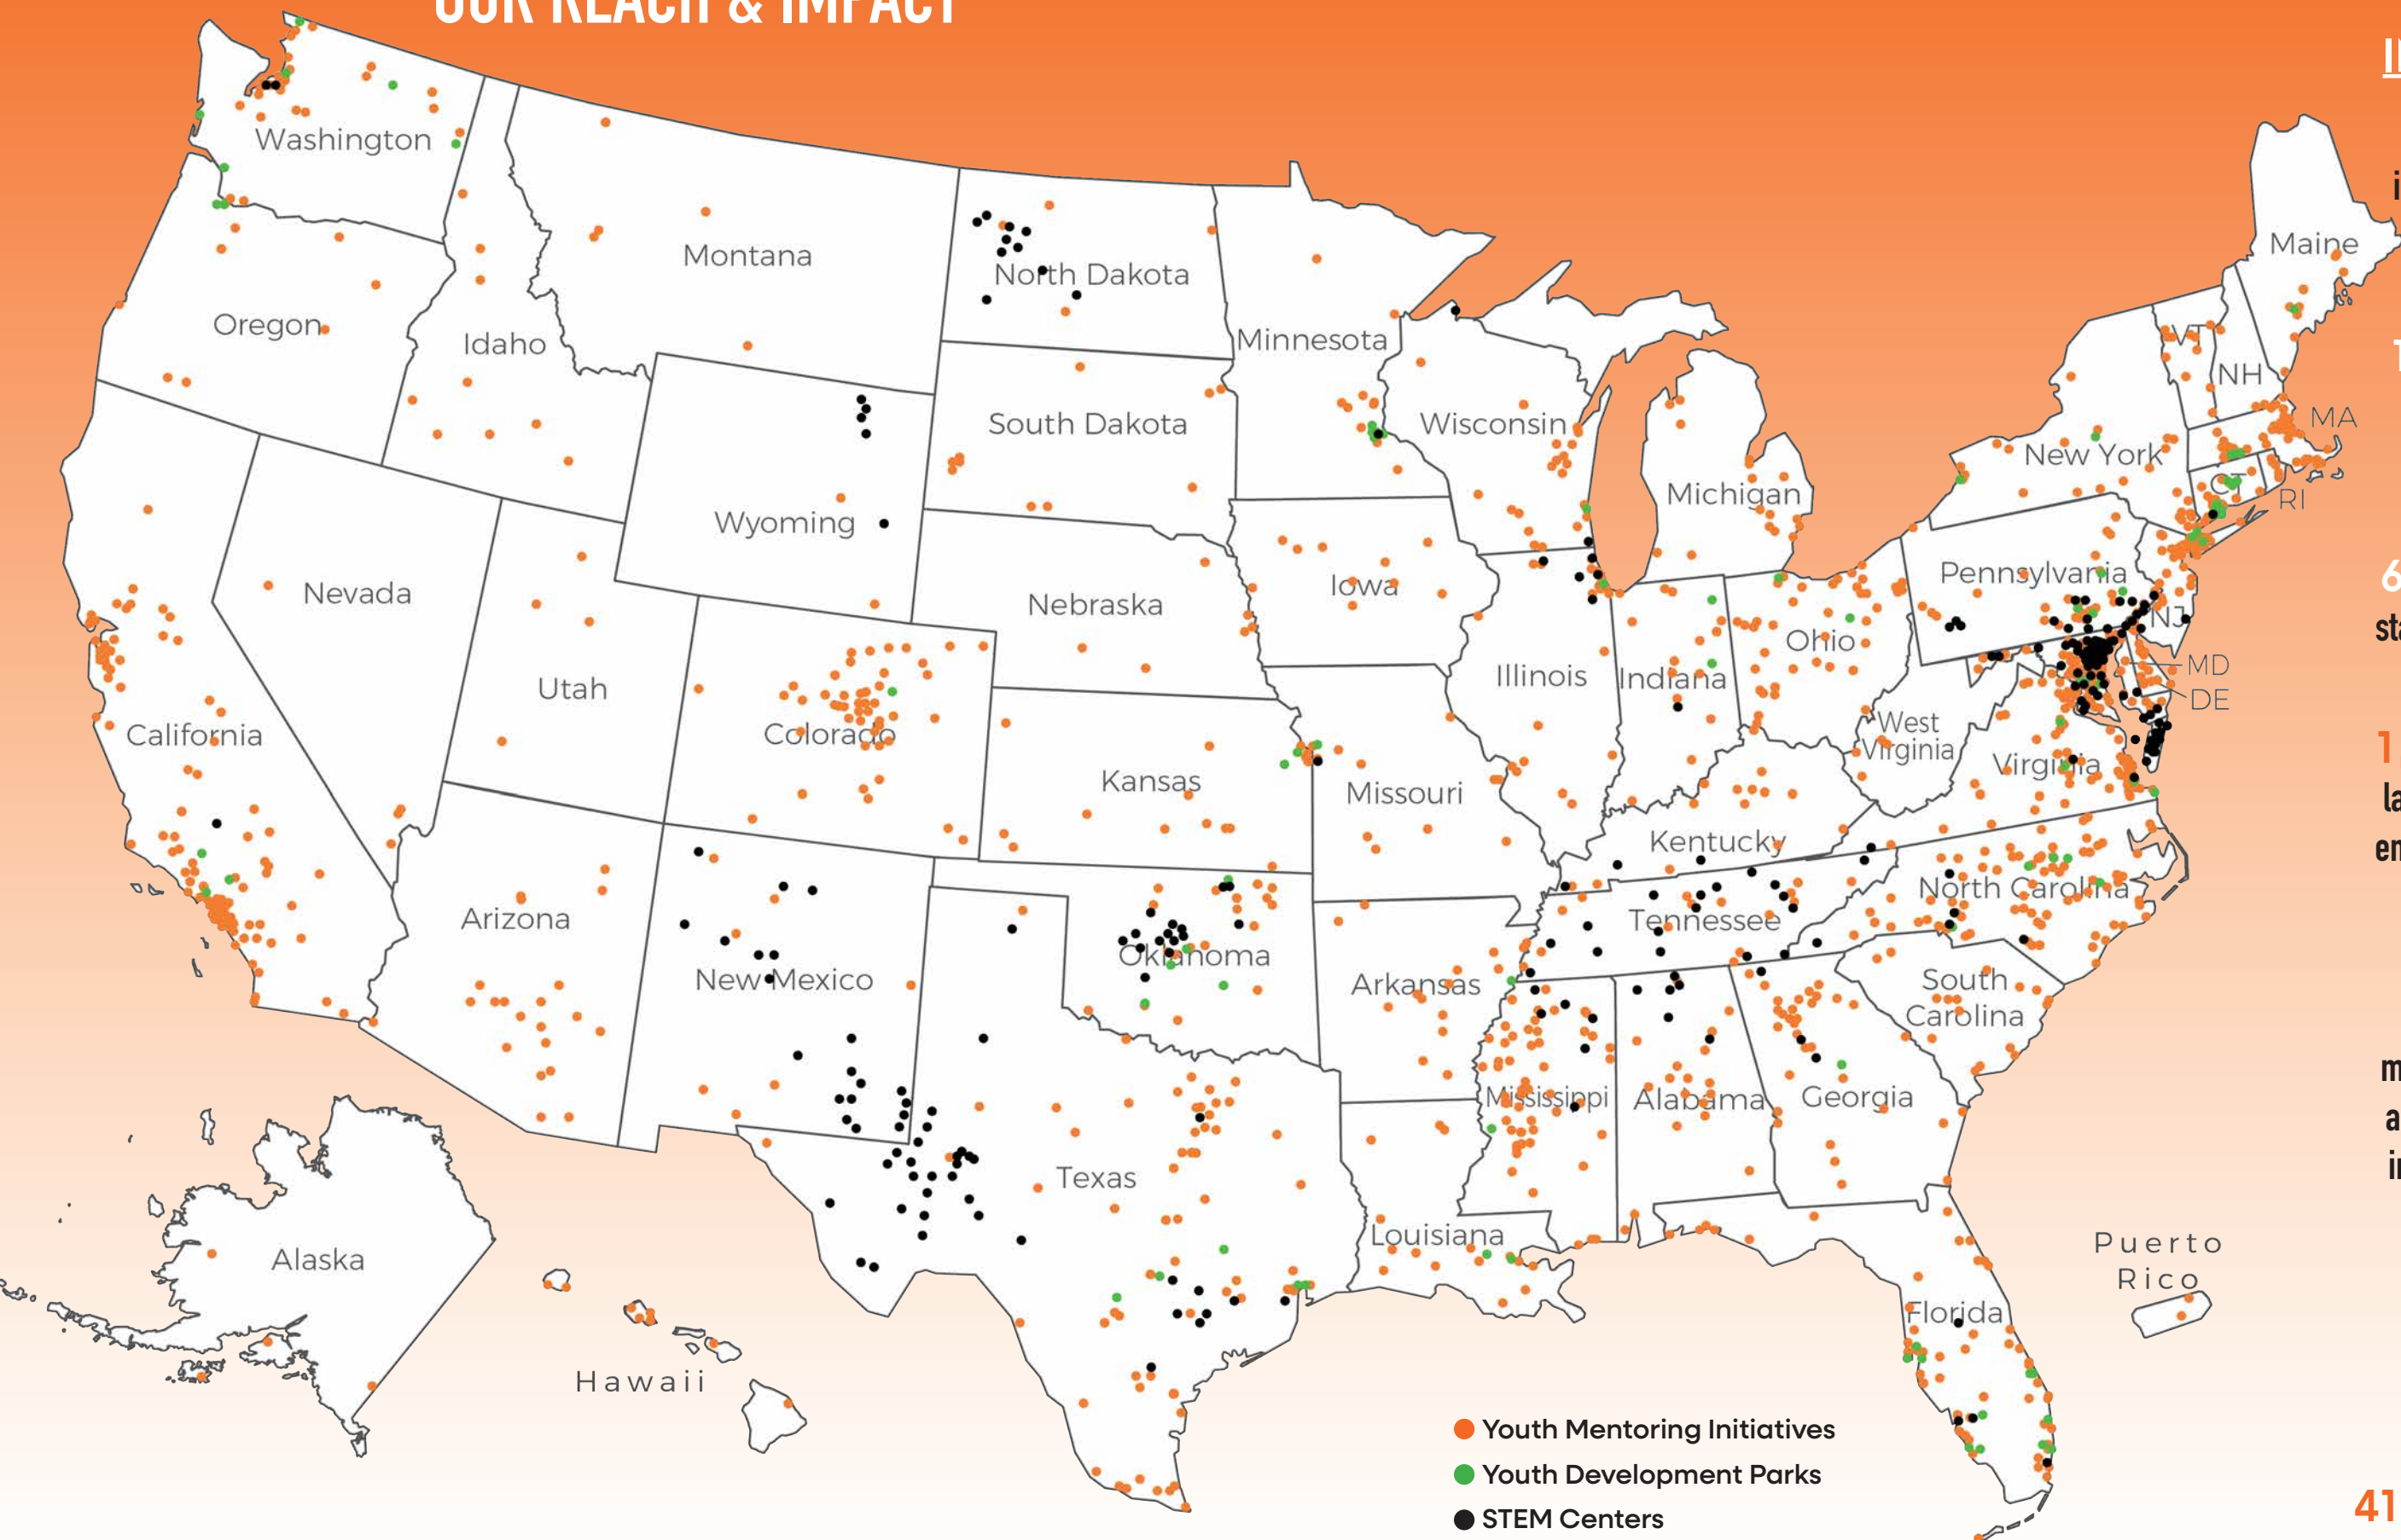 OUR REACH & IMPACT
Washington
Montana
North Dakota
Minnesota
Maine
Oregon
Idaho
VT
NH
South Dakota
Wisconsin
MA
New York
Michigan
CT
RI
Wyoming
Nevada
Iowa
Pennsylvania
Nebraska
NJ
Ohio
Utah
Illinois
Indiana
MD
DE
California
Colorado
West
Virginia
Virginia
Kansas
Missouri
Kentucky
North Carolina
Arizona
Tennessee
Oklahoma
New Mexico
Arkansas
South
Carolina
Mississippi
Alabama
Georgia
Texas
Louisiana
Alaska
Puerto
Rico
Florida
Hawaii
Youth Mentoring Initiatives
Youth Development Parks
STEM Centers
41